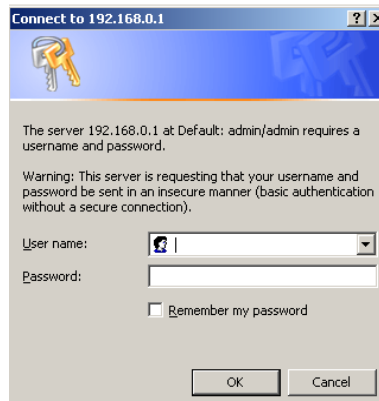 Connect to 192.168.0.1
The server 192.168.0.1 at Default: admin/admin requires a
username and password.
Warning: This server is requesting that your username and
password be sent in an insecure manner (basic authentication
without a secure connection).
User name:
Password:
Remember my password
OK Cancel